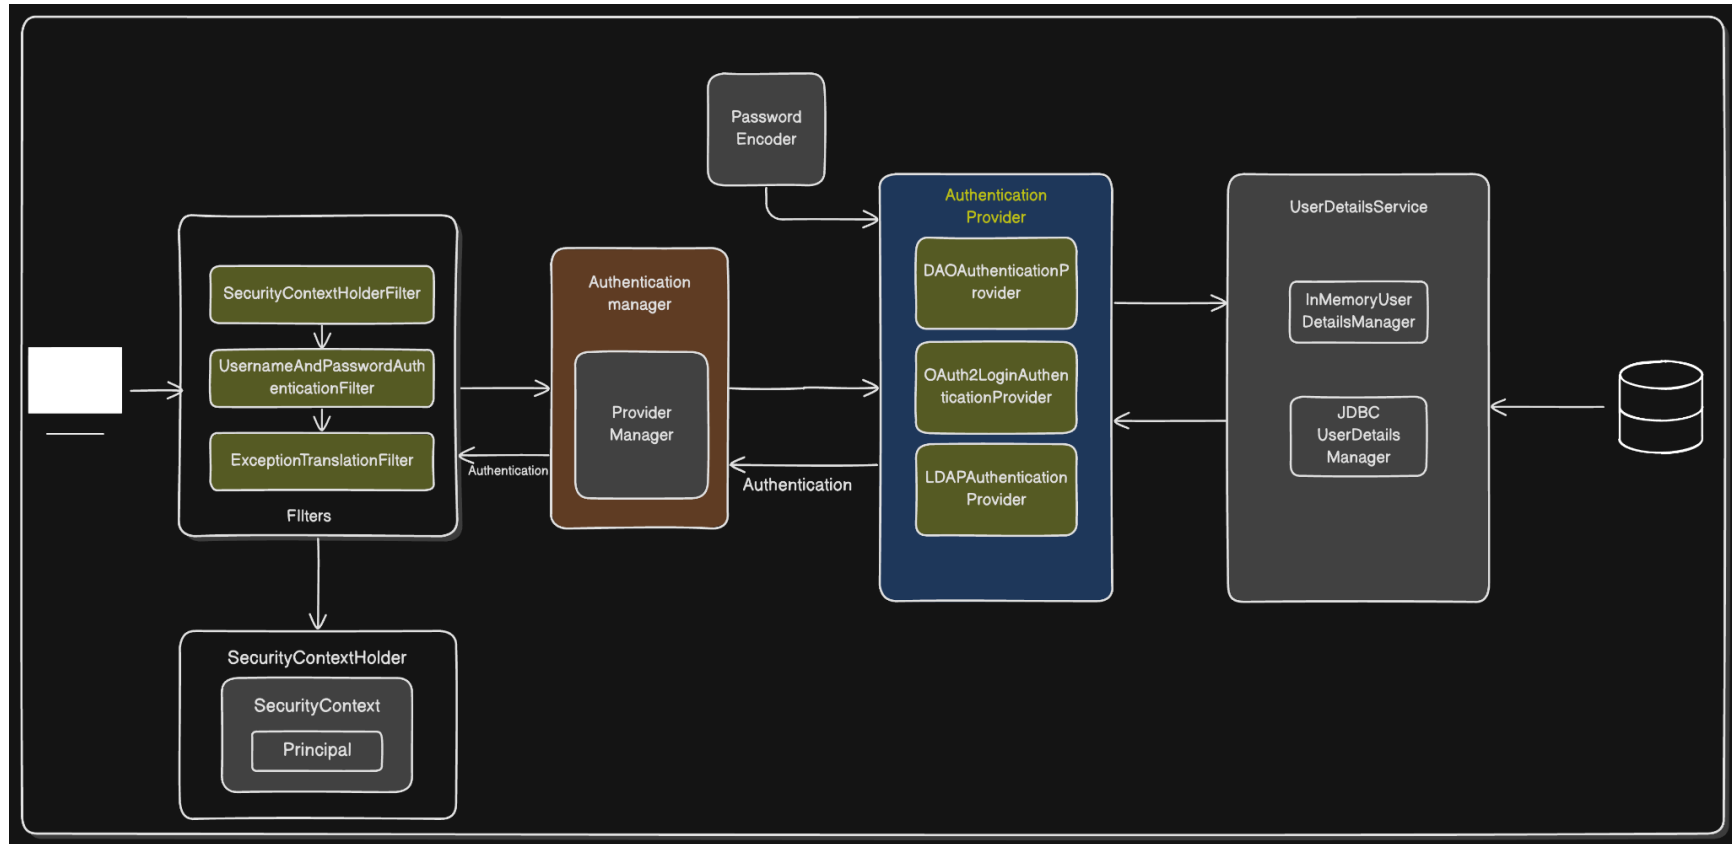 Password
Encoder
Authentication
Provider
DAOAuthenticationP
rovider
OAuth2LoginAuthen
ticationProvider
LDAPAuthentication
Provider
UserDetailsService
InMemoryUser
DetailsManager
JDBC
UserDetails
Manager
Authentication
manager
Provider
Manager
Authentication
Authentication
SecurityContextHolderFilter
UsernameAndPasswordAuth
enticationFilter
ExceptionTranslationFilter
FIlters
SecurityContextHolder
SecurityContext
Principal